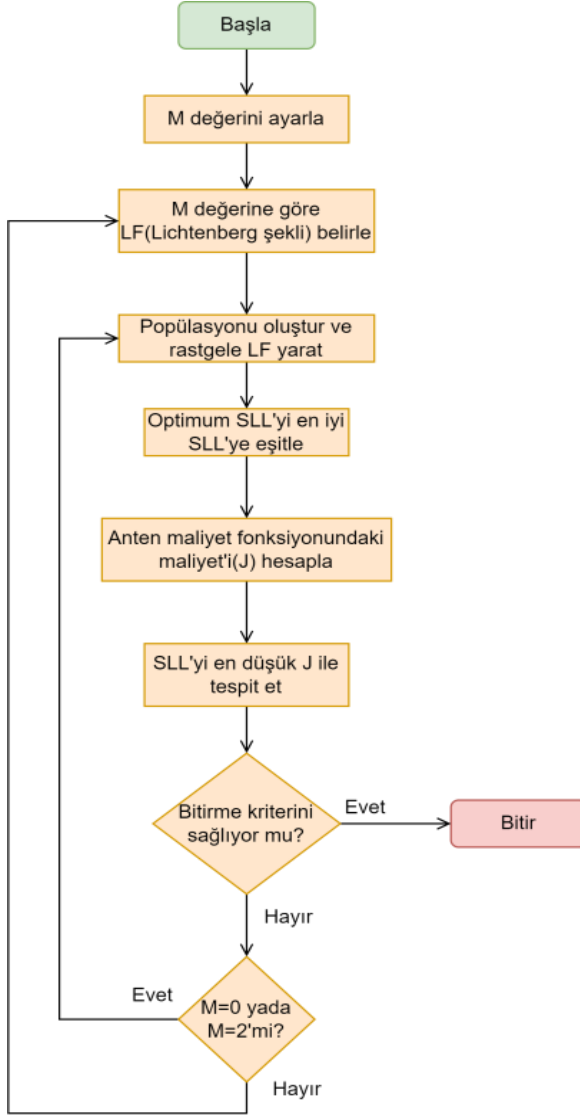 Başla
M değerini ayarla
M değerine göre
LF(Lichtenberg şekli) belirle
Popülasyonu oluştur ve
rastgele LF yarat
Optimum SLL'yi en iyi
SLL'ye eşitle
Anten maliyet fonksiyonundaki
maliyet'i(J) hesapla
SLL'yi en düşük J ile
tespit et
Bitirme kriterini
sağlıyor mu?
Evet
Bitir
Hayır
M=0 yada
M=2'mi?
Evet
Hayır